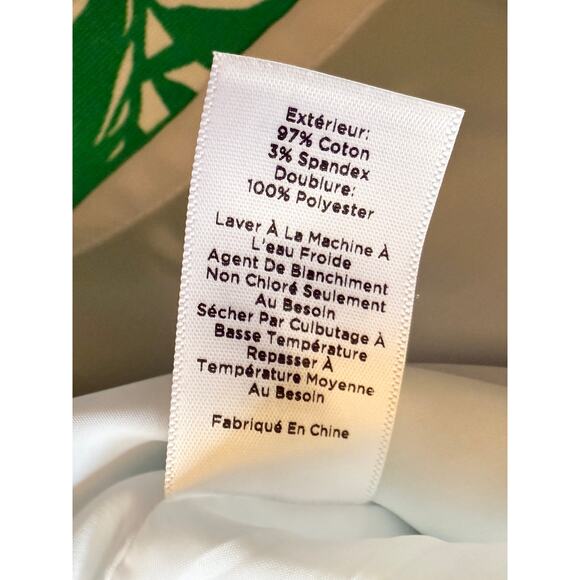 Extérieur:
97% Coton
3% Spandex
Doublure:
100% Polyester
Laver À La Machine À
L'eau Froide
Agent De Blanchiment
Non Chloré Seulement
Au Besoin
Sécher Par Culbutage À
Basse Température
Repasser À
Température Moyenne
Au Besoin
Fabriqué En Chine